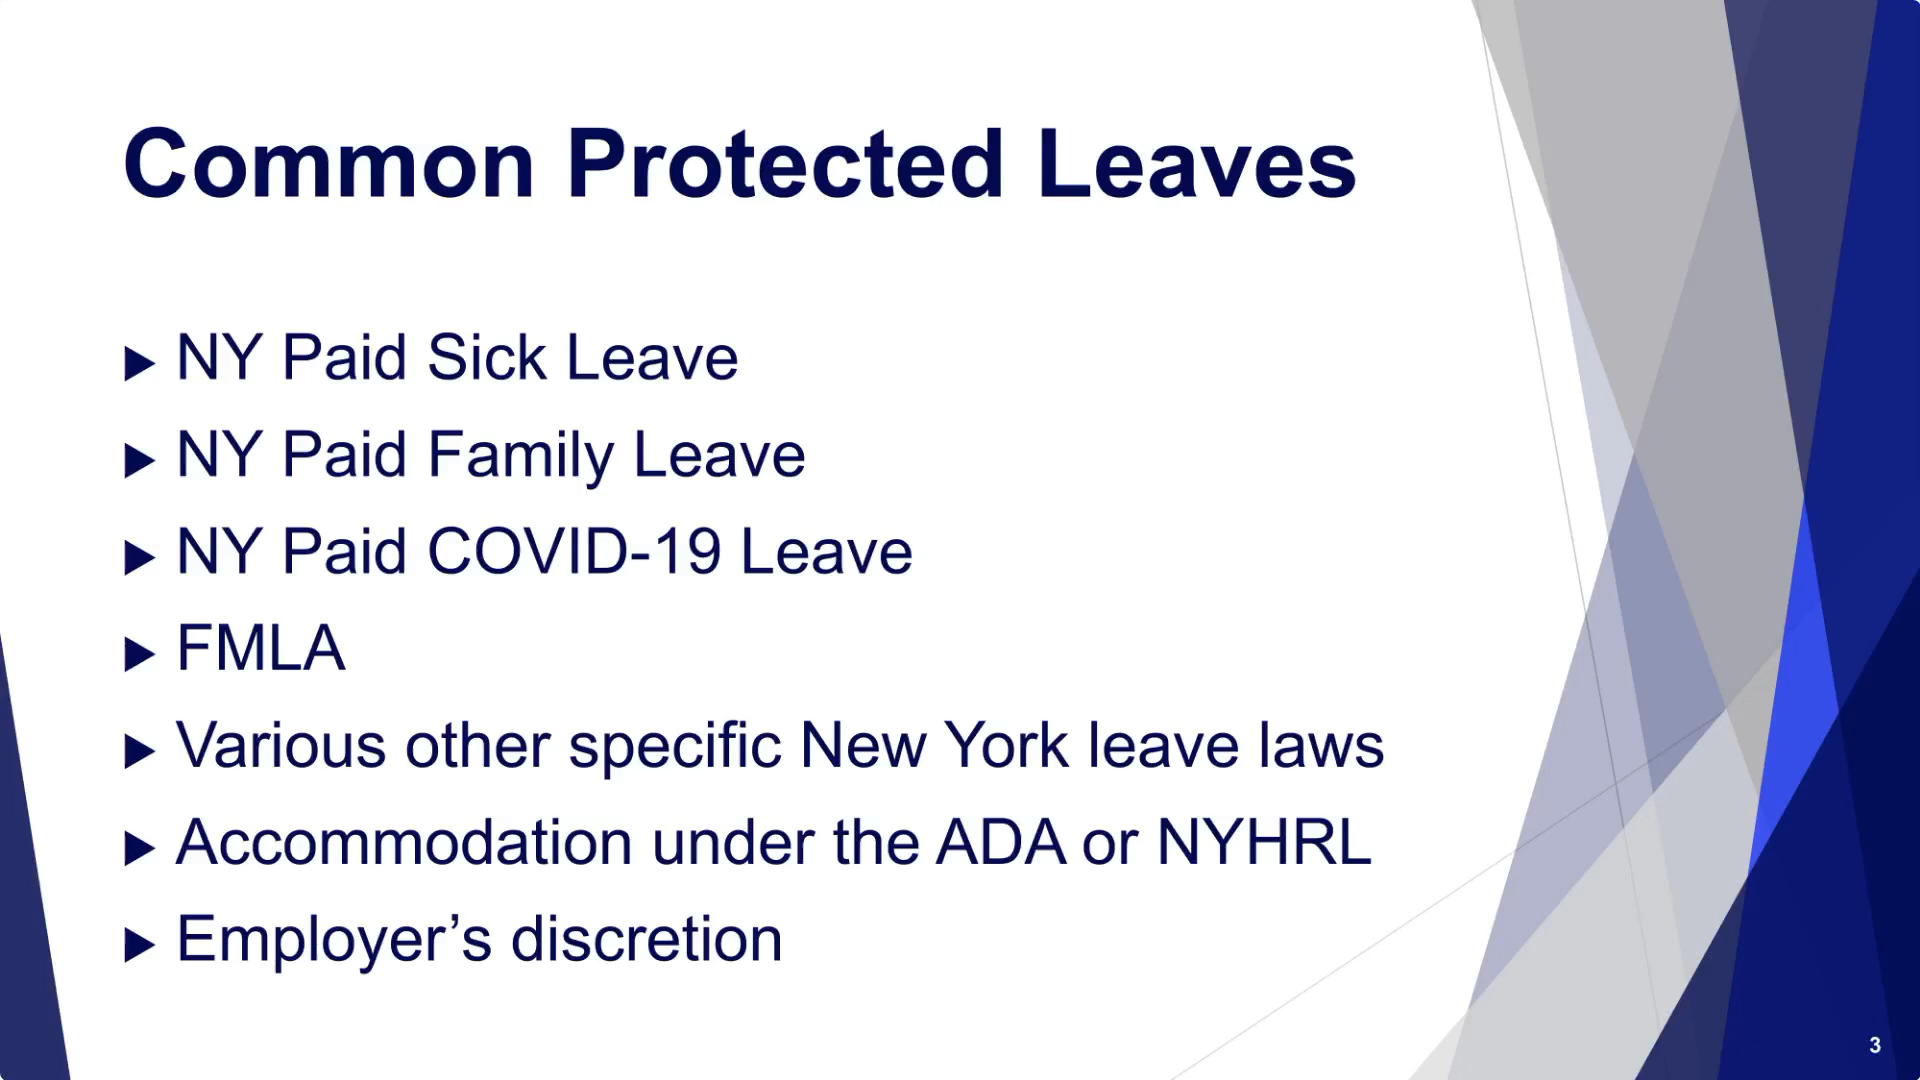 Common Protected Leaves
NY Paid Sick Leave
NY Paid Family Leave
NY Paid COVID-19 Leave
FMLA
Various other specific New York leave laws
Accommodation under the ADA or NYHRL
Employer’s discretion
3